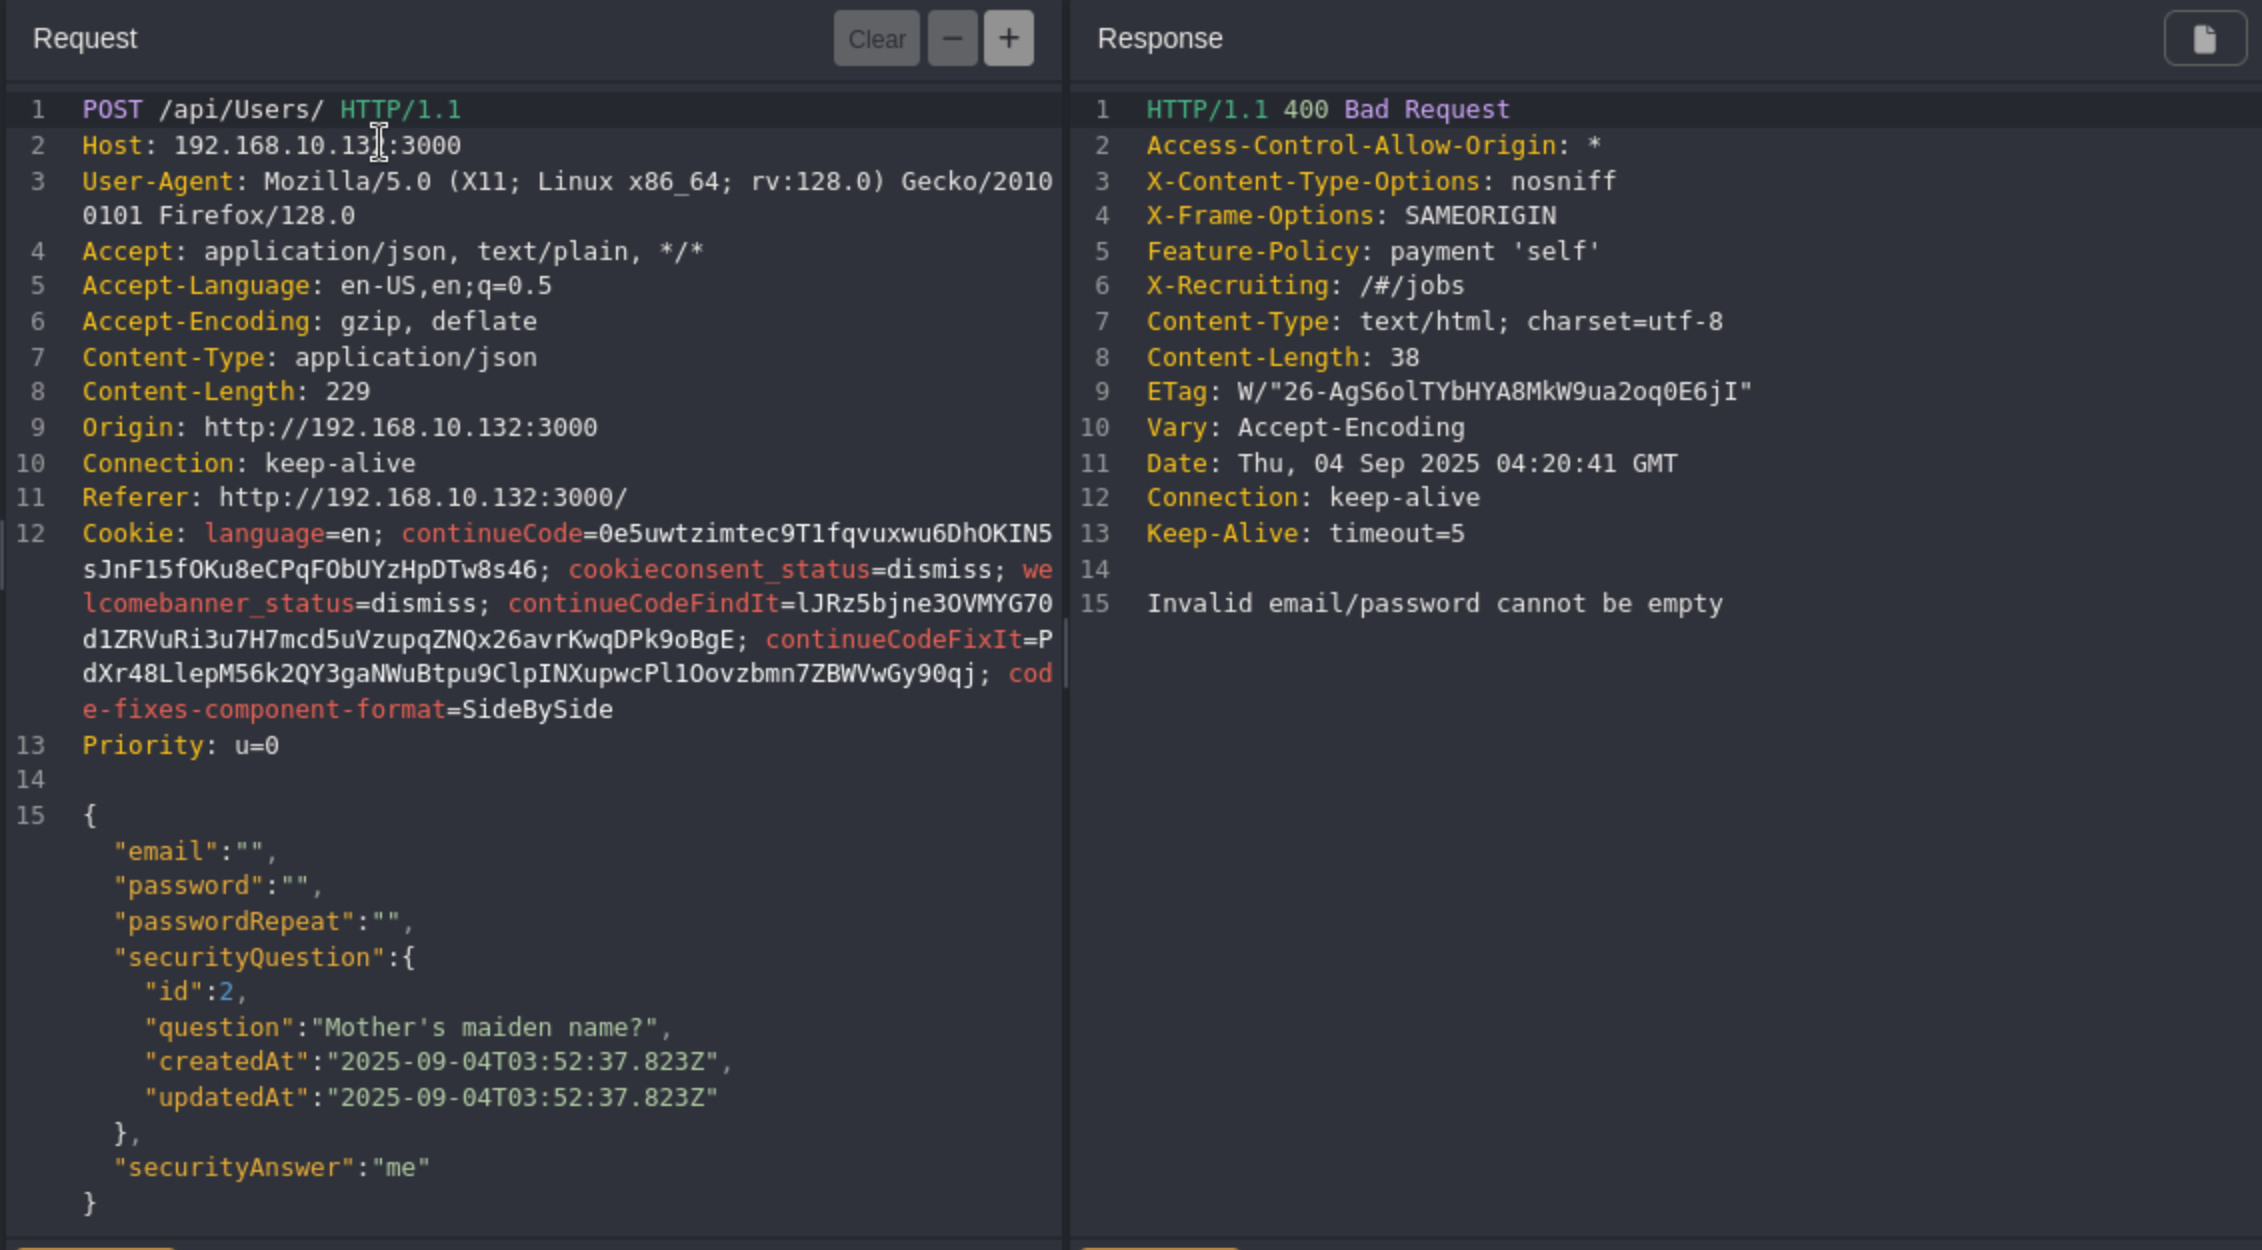 Request
Clear
−
+
1 POST /api/Users/ HTTP/1.1
2 Host: 192.168.10.132:3000
3 User-Agent: Mozilla/5.0 (X11; Linux x86_64; rv:128.0) Gecko/2010
0101 Firefox/128.0
4 Accept: application/json, text/plain, */*
5 Accept-Language: en-US,en;q=0.5
6 Accept-Encoding: gzip, deflate
7 Content-Type: application/json
8 Content-Length: 229
9 Origin: http://192.168.10.132:3000
10 Connection: keep-alive
11 Referer: http://192.168.10.132:3000/
12 Cookie: language=en; continueCode=0e5uwtzimtec9T1fqvuxwu6DhOKIN5
sJnF15fOKu8eCPqFObUYzHpDTw8s46; cookieconsent_status=dismiss; we
lcomebanner_status=dismiss; continueCodeFindIt=lJRz5bjne3OVMYG70
d1ZRVuRi3u7H7mcd5uVzupqZNQx26avrKwqDPk9oBgE; continueCodeFixIt=P
dXr48LlepM56k2QY3gaNWuBtpu9ClpINXupwcPl1Oovzbmn7ZBWVwGy90qj; cod
e-fixes-component-format=SideBySide
13 Priority: u=0
14
15 {
"email":"",
"password":"",
"passwordRepeat":"",
"securityQuestion":{
"id":2,
"question":"Mother's maiden name?",
"createdAt":"2025-09-04T03:52:37.823Z",
"updatedAt":"2025-09-04T03:52:37.823Z"
},
"securityAnswer":"me"
}
Response
1 HTTP/1.1 400 Bad Request
2 Access-Control-Allow-Origin: *
3 X-Content-Type-Options: nosniff
4 X-Frame-Options: SAMEORIGIN
5 Feature-Policy: payment 'self'
6 X-Recruiting: /#/jobs
7 Content-Type: text/html; charset=utf-8
8 Content-Length: 38
9 ETag: W/"26-AgS6olTYbHYA8MkW9ua2oq0E6jI"
10 Vary: Accept-Encoding
11 Date: Thu, 04 Sep 2025 04:20:41 GMT
12 Connection: keep-alive
13 Keep-Alive: timeout=5
14
15 Invalid email/password cannot be empty